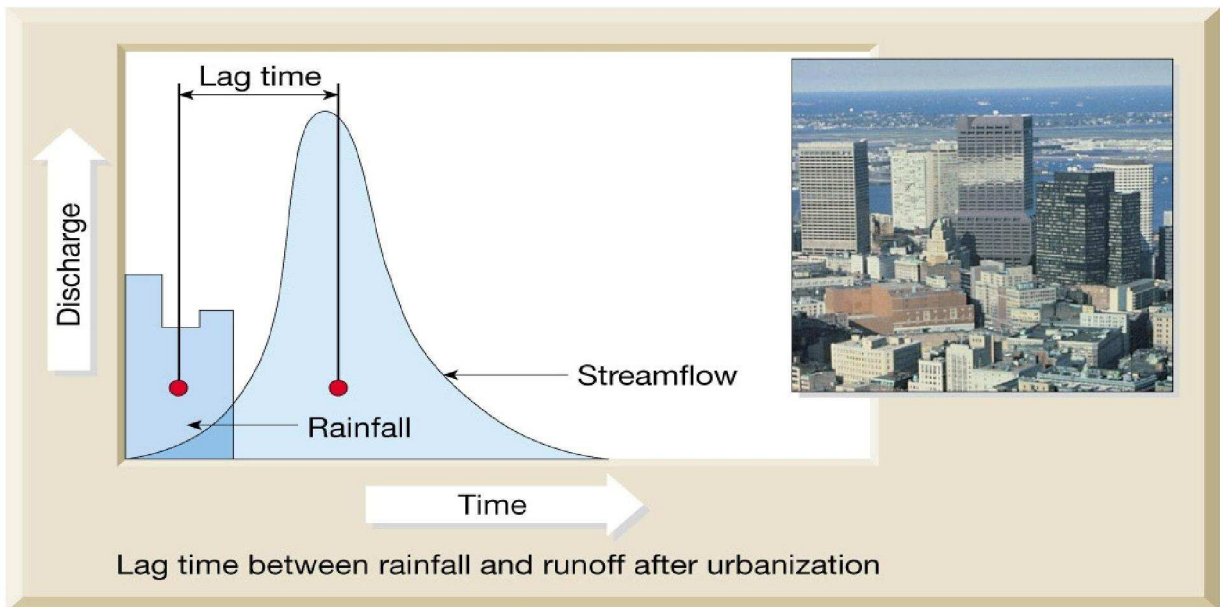 Lag time
Discharge
Streamflow
Rainfall
Time
Lag time between rainfall and runoff after urbanization